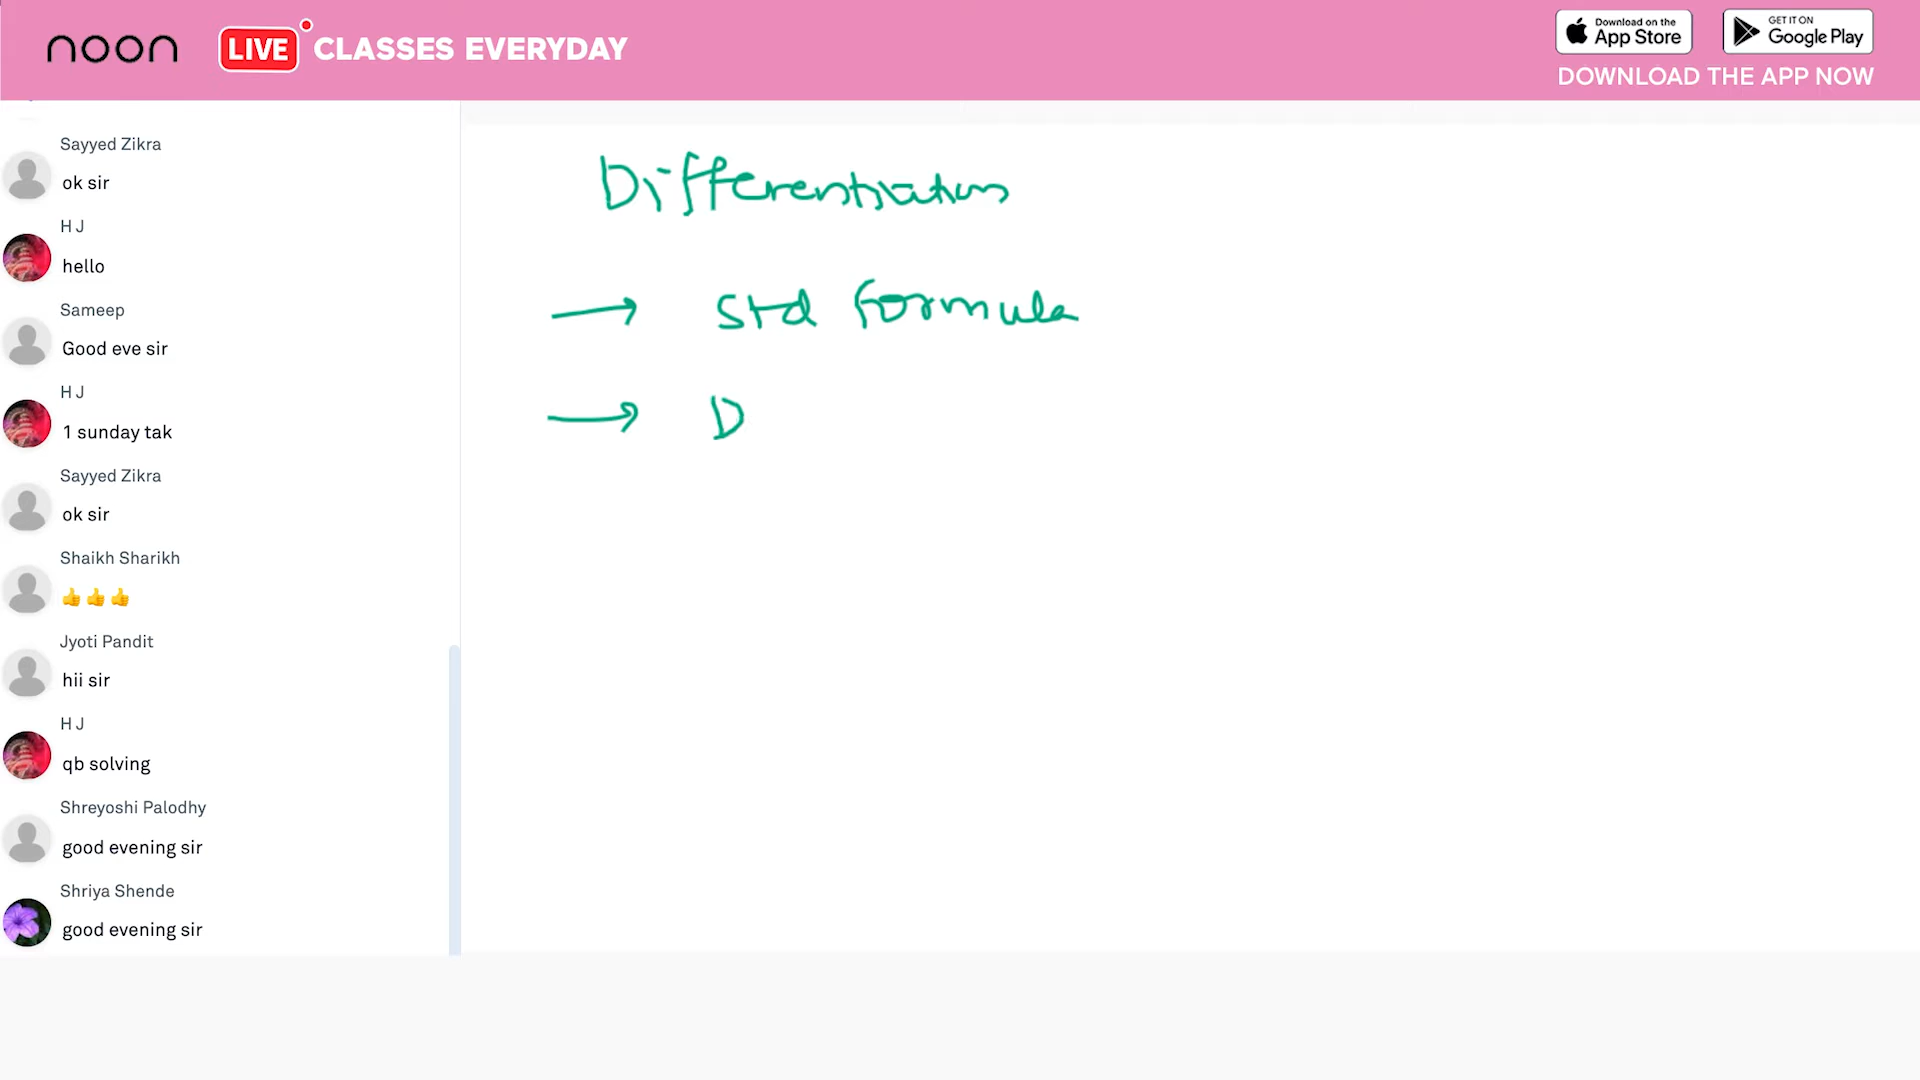 noon
LIVE CLASSES EVERYDAY
Download on the
App Store
GET IT ON
Google Play
DOWNLOAD THE APP NOW
Sayyed Zikra
ok sir
H J
hello
Sameep
Good eve sir
H J
1 sunday tak
Sayyed Zikra
ok sir
Shaikh Sharikh
👍👍👍
Jyoti Pandit
hii sir
H J
qb solving
Shreyoshi Palodhy
good evening sir
Shriya Shende
good evening sir
Differentiation
→ Std formula
→ D